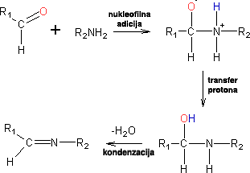 O
R₁
H
+
R₂NH₂
nukleofilna
adicija
O⁻
H
R₁
C
N⁺
R₂
H
H
transfer
protona
OH
R₁
C
N
R₂
H
H
-H₂O
kondenzacija
R₁
N
R₂
H